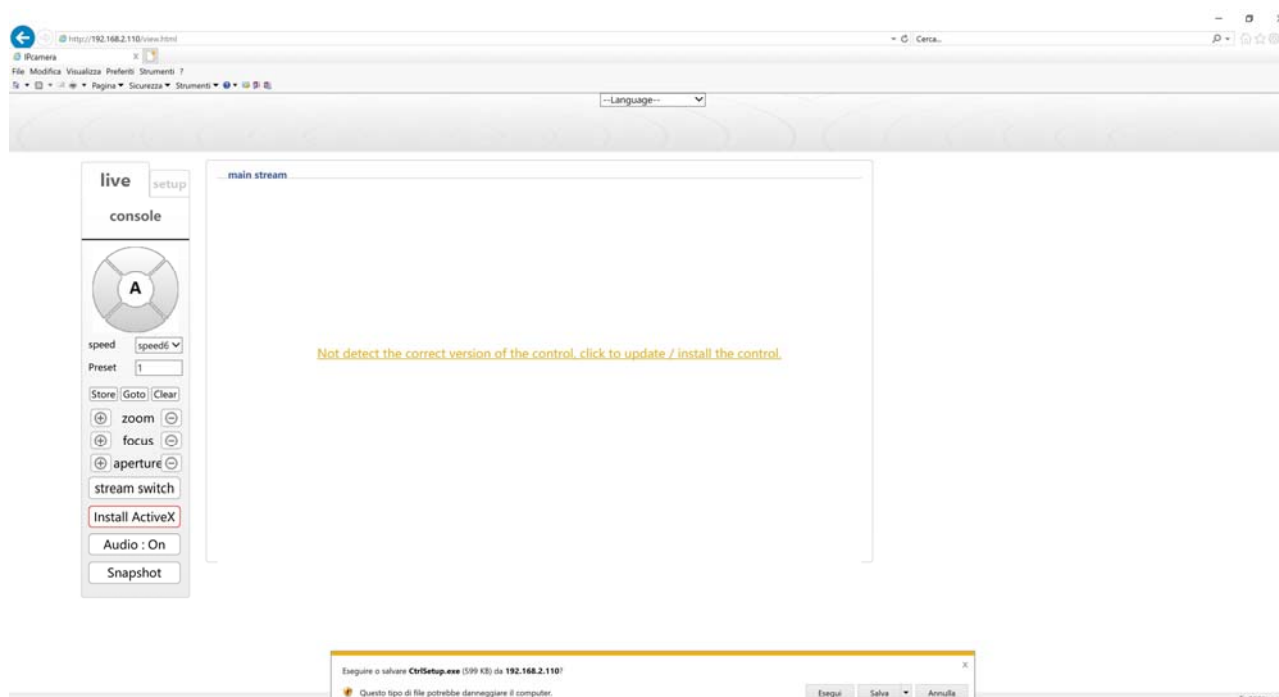 http://192.168.2.110/view.html
Cerca...
IPcamera
File Modifica Visualizza Preferiti Strumenti ?
Pagina Sicurezza Strumenti
--Language--
live
setup
main stream
console
A
speed speed6
Preset 1
Store Goto Clear
zoom
focus
aperture
stream switch
Install ActiveX
Audio : On
Snapshot
Not detect the correct version of the control, click to update / install the control.
Eseguire o salvare CtrlSetup.exe (599 KB) da 192.168.2.110?
Questo tipo di file potrebbe danneggiare il computer.
Esegui Salva Annulla